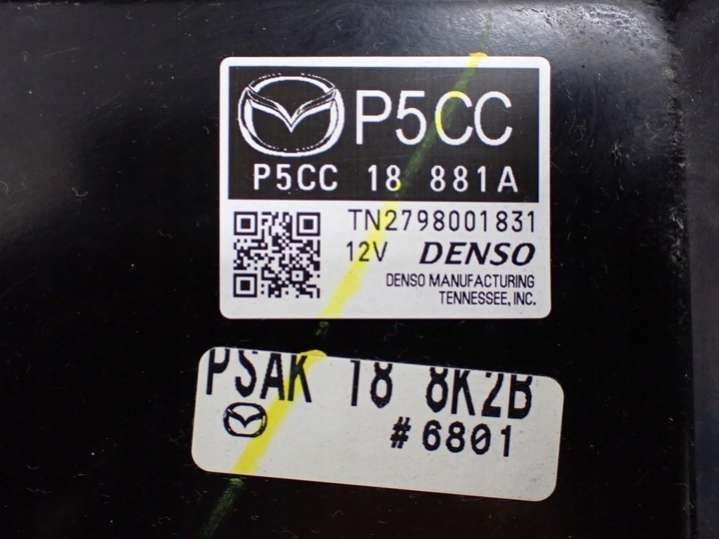 P5CC
P5CC 18 881A
TN2798001831
12V DENSO
DENSO MANUFACTURING
TENNESSEE, INC.
PSAK 18 8K2B
#6801